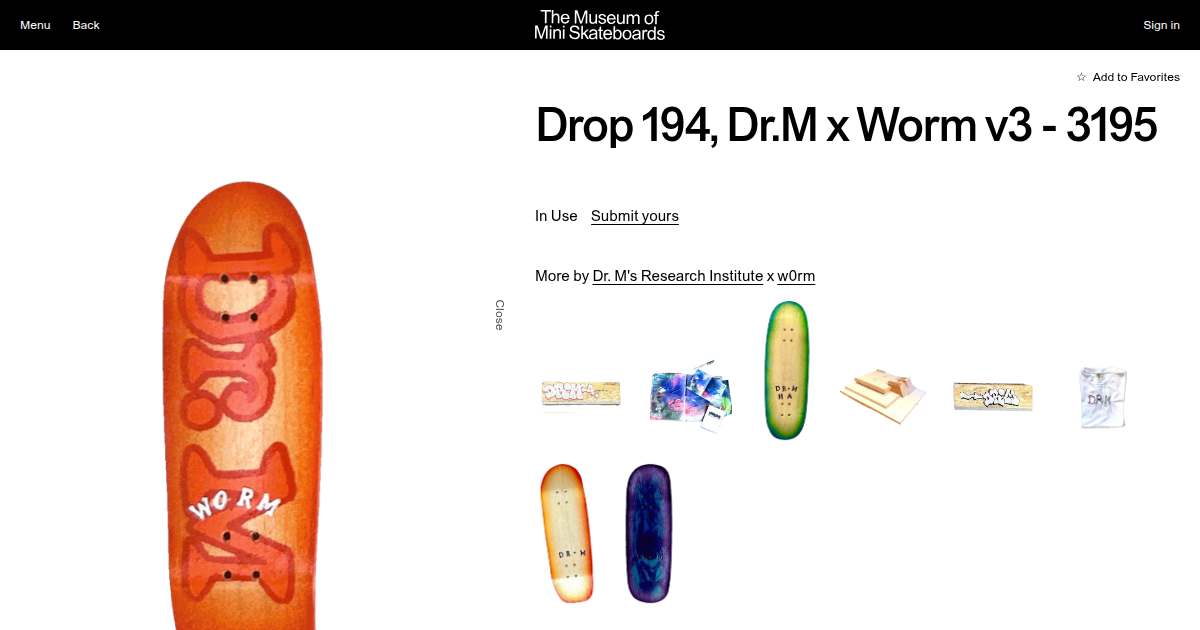 Menu
Back
The Museum of
Mini Skateboards
Sign in
☆ Add to Favorites
Drop 194, Dr.M x Worm v3 - 3195
In Use
Submit yours
More by Dr. M's Research Institute x w0rm
Close
Dr.
M
WORM
DR·M
DR·M
DRM